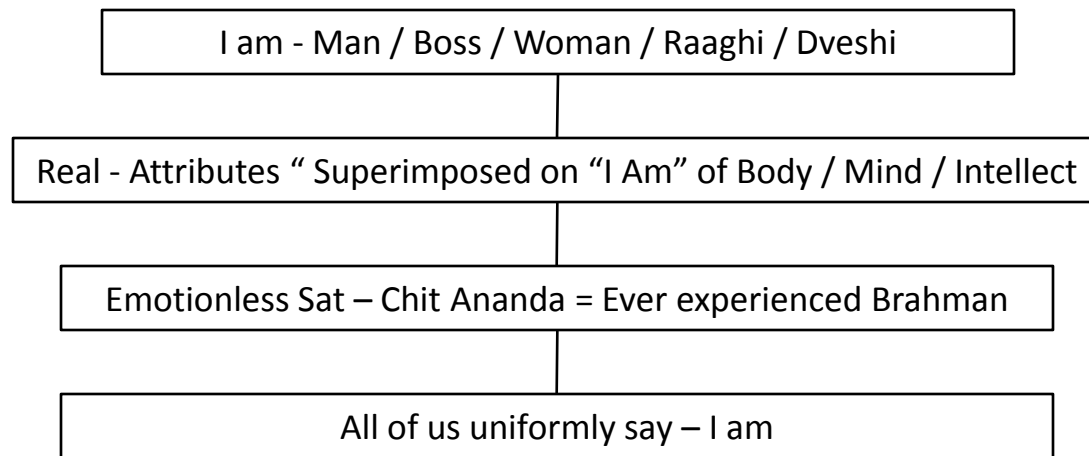 I am - Man / Boss / Woman / Raaghi / Dveshi
Real - Attributes “ Superimposed on “I Am” of Body / Mind / Intellect
Emotionless Sat – Chit Ananda = Ever experienced Brahman
All of us uniformly say – I am